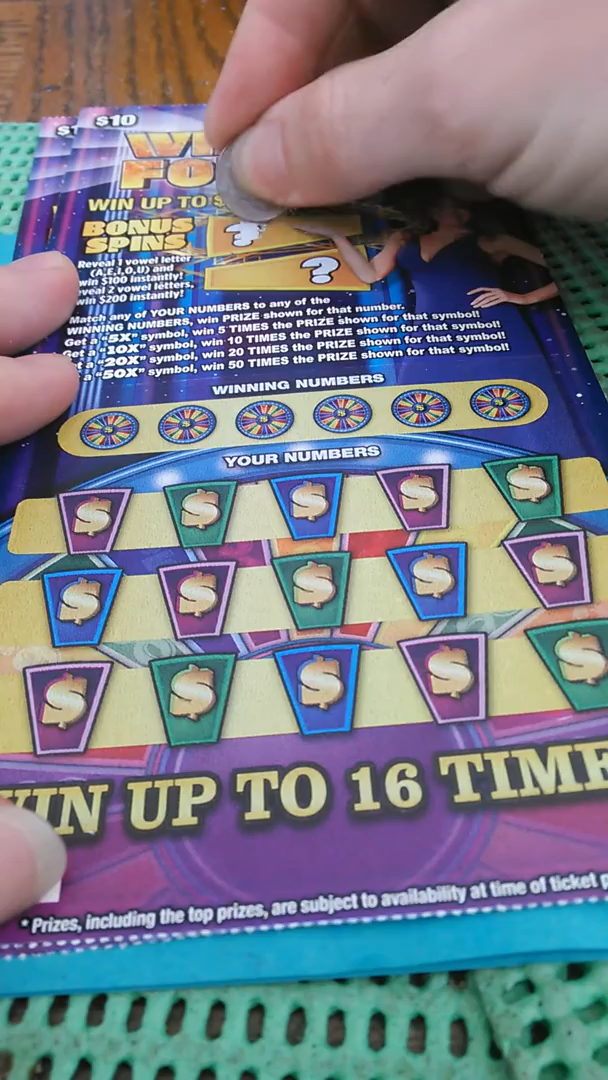 $10
WIN UP TO $
BONUS
SPINS
Reveal 1 vowel letter
(A,E,I,O,U) and
win $100 instantly!
veal 2 vowel letters,
win $200 instantly!
?
Match any of YOUR NUMBERS to any of the
WINNING NUMBERS, win PRIZE shown for that number.
Get a "5X" symbol, win 5 TIMES the PRIZE shown for that symbol!
Get a "10X" symbol, win 10 TIMES the PRIZE shown for that symbol!
t a "20X" symbol, win 20 TIMES the PRIZE shown for that symbol!
a "50X" symbol, win 50 TIMES the PRIZE shown for that symbol!
WINNING NUMBERS
$ $ $ $ $ $
YOUR NUMBERS
$ $ $ $ $
$ $ $ $ $
$ $ $ $ $
WIN UP TO 16 TIME
* Prizes, including the top prizes, are subject to availability at time of ticket p